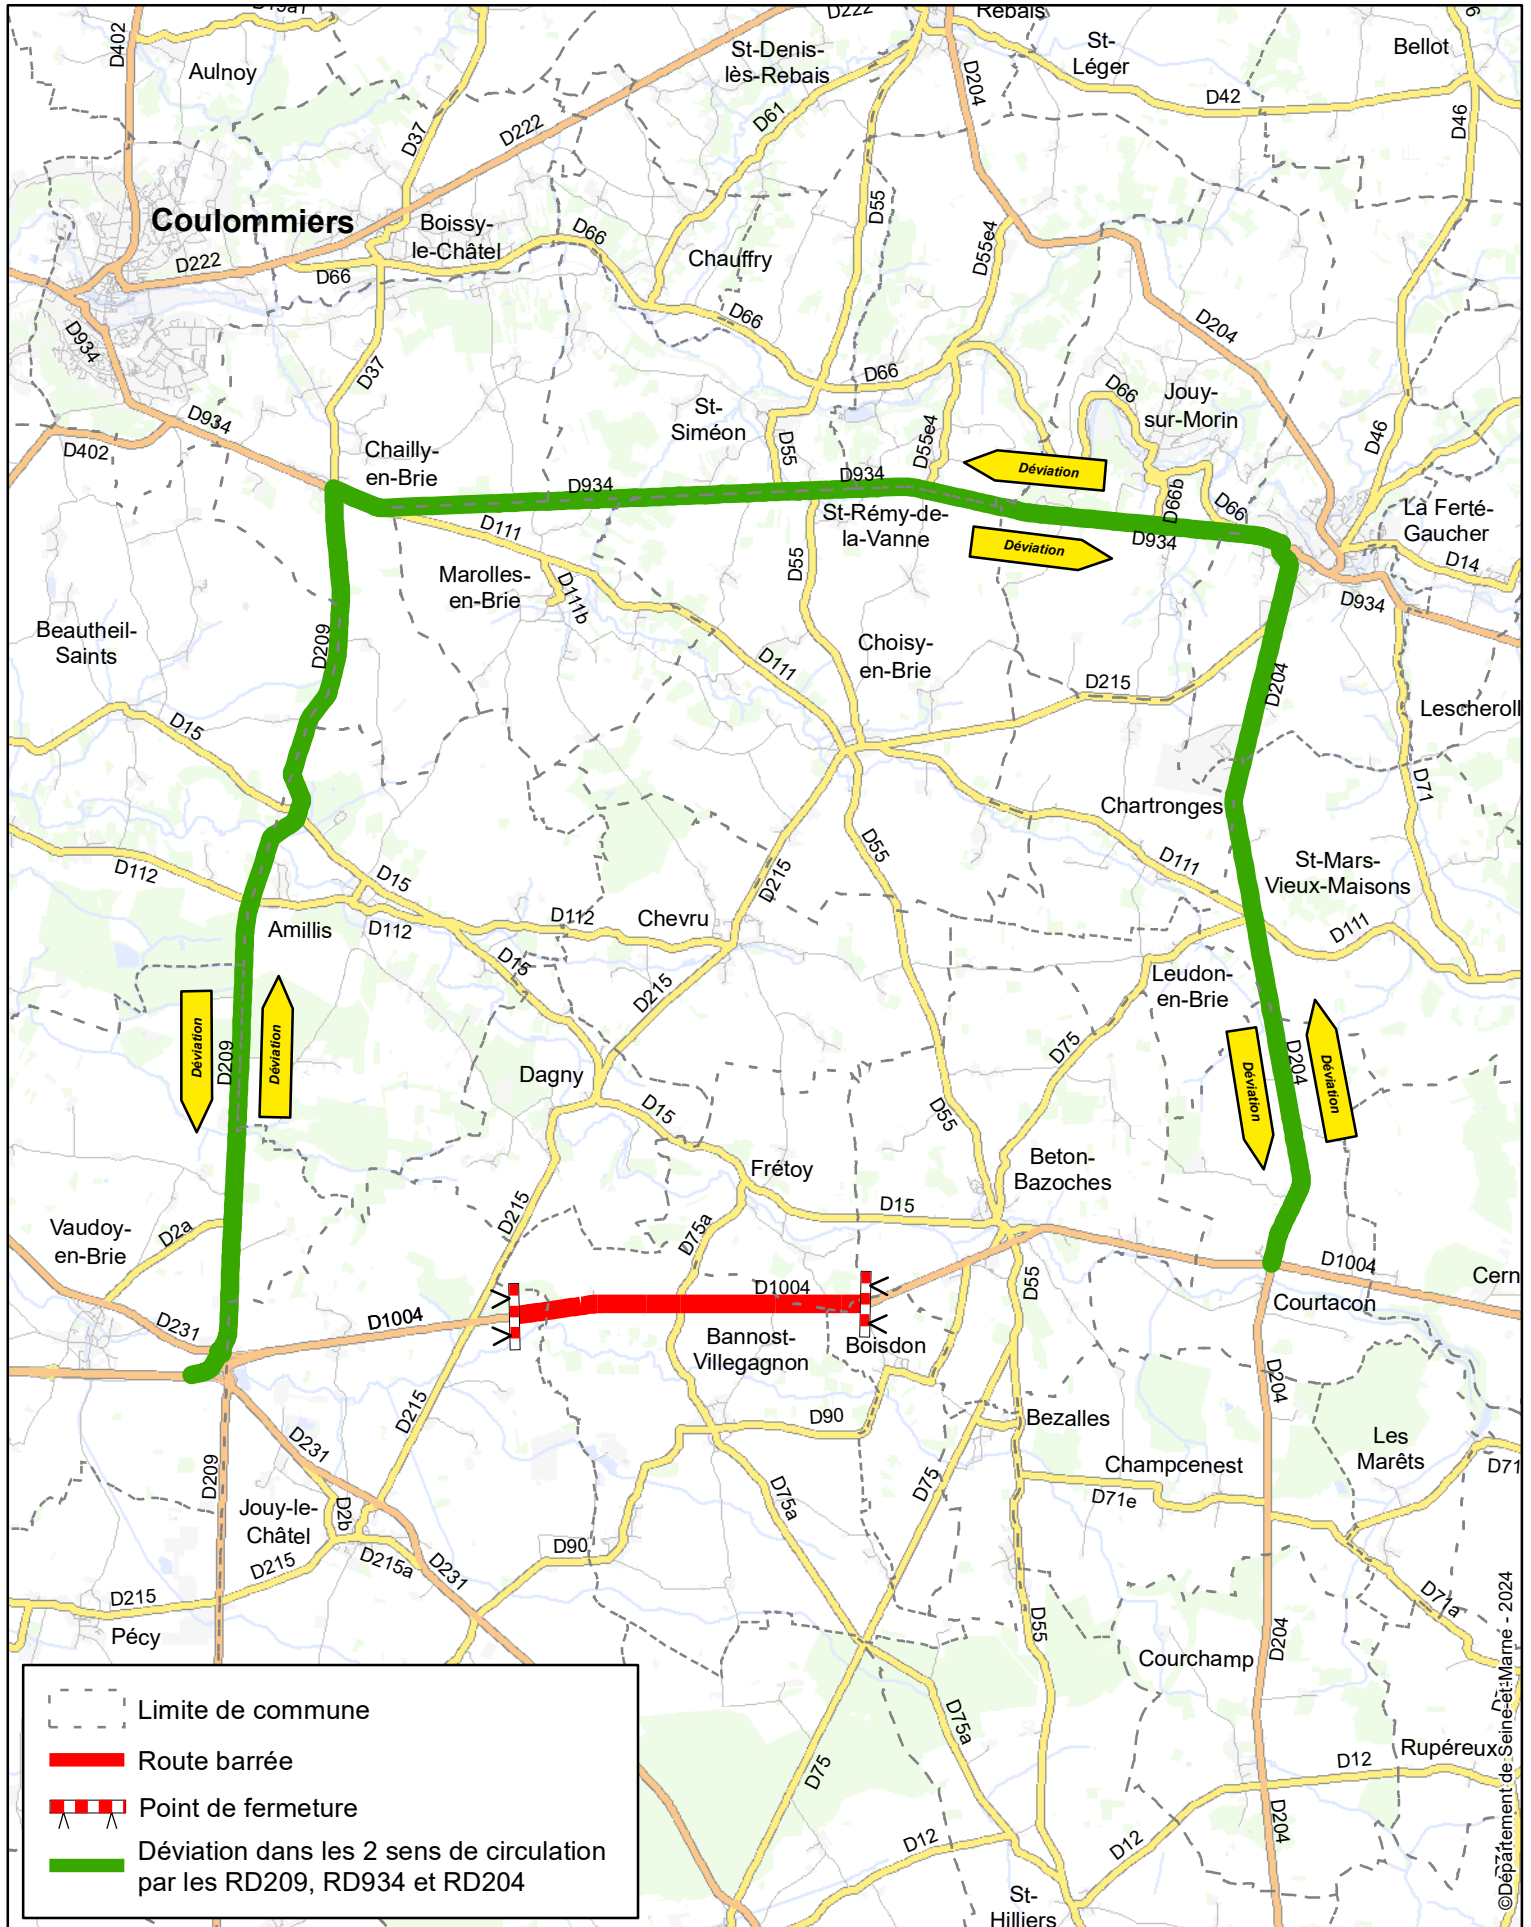 D19a1
D222
Rebais
D402
Aulnoy
St-Denis-
lès-Rebais
St-
Léger
Bellot
D204
D42
D46
D61
D37
D222
D55
Coulommiers
Boissy-
le-Châtel
D66
Chauffry
D55e4
D222
D66
D66
D204
D934
D37
D66
D66
Jouy-
sur-Morin
D934
St-
Siméon
D46
D402
Chailly-
en-Brie
D55
D55e4
Déviation
D934
D934
D66b
D66
La Ferté-
Gaucher
St-Rémy-de-
la-Vanne
D111
D934
Déviation
D14
D55
Marolles-
en-Brie
D111b
D934
Beautheil-
Saints
D209
Choisy-
en-Brie
D111
D215
D204
D15
Lescheroll
D71
Chartronges
D55
D111
St-Mars-
Vieux-Maisons
D112
D15
D215
D112
D112
Chevru
Amillis
D111
D15
D215
Leudon-
en-Brie
Déviation
D209
Déviation
D75
D204
Déviation
Déviation
Dagny
D15
D55
Frétoy
Beton-
Bazoches
D215
D15
Vaudoy-
en-Brie
D2a
D75a
D55
D1004
D1004
Cern
D231
D1004
Courtacon
Bannost-
Villegagnon
Boisdon
D204
D215
D90
Bezalles
D231
D209
Les
Marêts
Champcenest
D71
D75
D75a
D71e
Jouy-le-
Châtel
D2b
D215
D215a
D231
D90
D215
D71a
Pécy
D55
D204
Courchamp
D75a
D75
D12
Rupéreux
D204
D12
D12
St-
Hilliers
Limite de commune
Route barrée
Point de fermeture
Déviation dans les 2 sens de circulation
par les RD209, RD934 et RD204
©Département de Seine-et-Marne - 2024